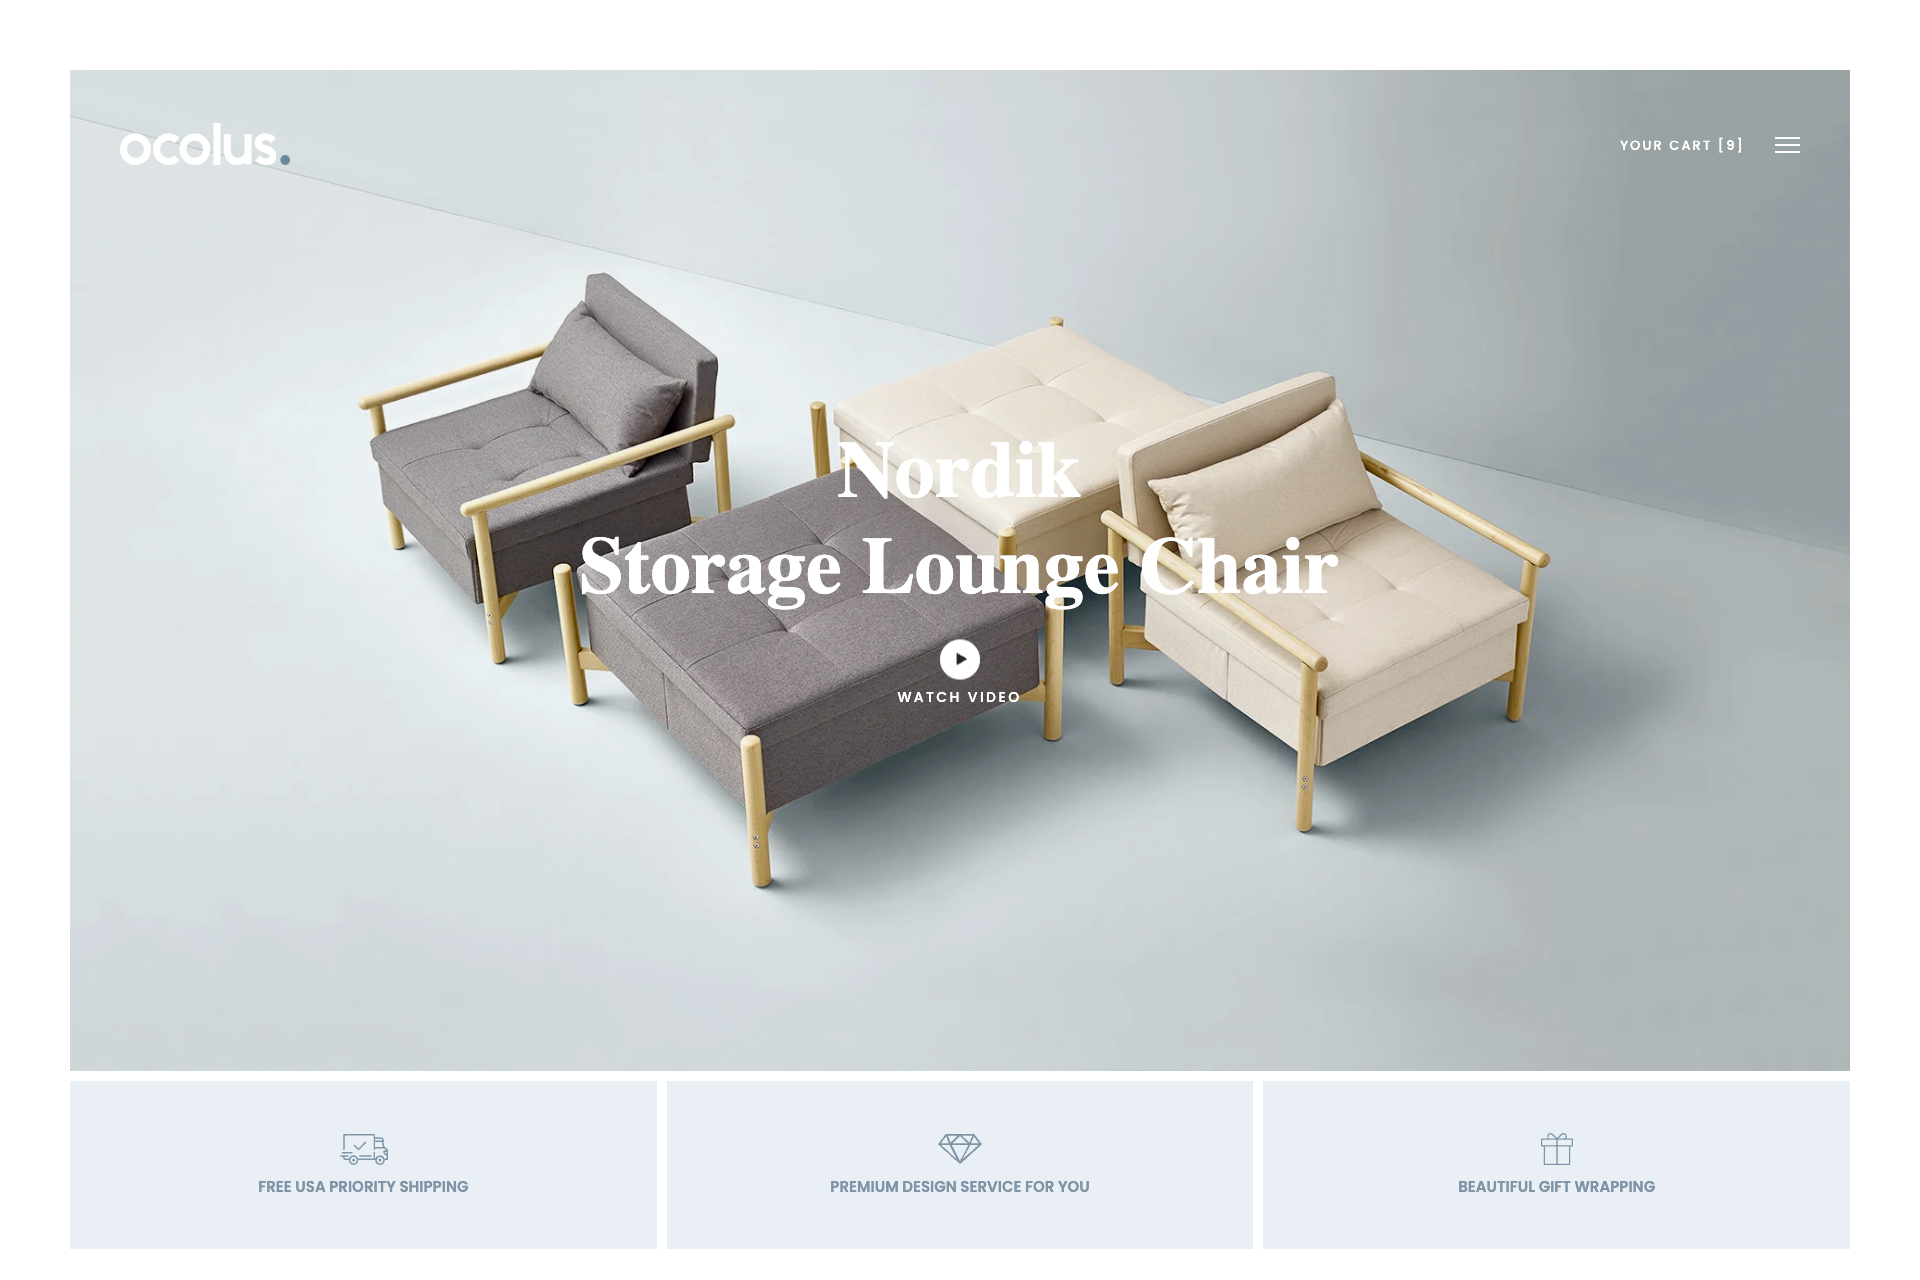 ocolus.
YOUR CART [9]
Nordik
Storage Lounge Chair
WATCH VIDEO
FREE USA PRIORITY SHIPPING
PREMIUM DESIGN SERVICE FOR YOU
BEAUTIFUL GIFT WRAPPING